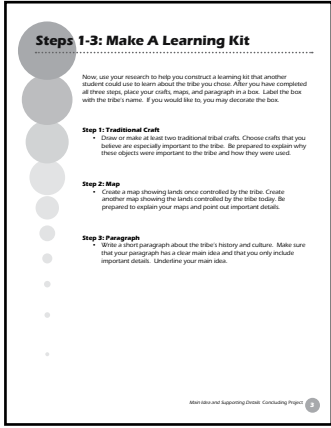 Steps 1-3: Make A Learning Kit
Now, use your research to help you construct a learning kit that another
student could use to learn about the tribe you chose. After you have completed
all three steps, place your crafts, maps, and paragraph in a box. Label the box
with the tribe's name. If you would like to, you may decorate the box.
Step 1: Traditional Craft
• Draw or make at least two traditional tribal crafts. Choose crafts that you
believe are especially important to the tribe. Be prepared to explain why
these objects were important to the tribe and how they were used.
Step 2: Map
• Create a map showing lands once controlled by the tribe. Create
another map showing the lands controlled by the tribe today. Be
prepared to explain your maps and point out important details.
Step 3: Paragraph
• Write a short paragraph about the tribe's history and culture. Make sure
that your paragraph has a clear main idea and that you only include
important details. Underline your main idea.
Main Idea and Supporting Details Concluding Project
3